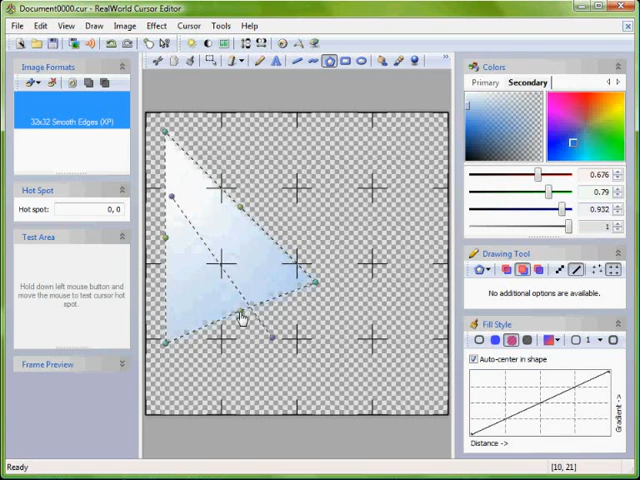 Document0000.cur - RealWorld Cursor Editor
File Edit View Draw Image Cursor Tools Help
Image Formats
32x32 Smooth Edges (XP)
Hot Spot
Hot spot: 0, 0
Test Area
Hold down left mouse button and
move the mouse to test cursor hot
spot.
Frame Preview
Colors
Primary Secondary
0.676
0.79
0.932
1
Drawing Tool
No additional options are available.
Fill Style
1
Auto-center in shape
Gradient ->
Distance ->
Ready [10, 21]